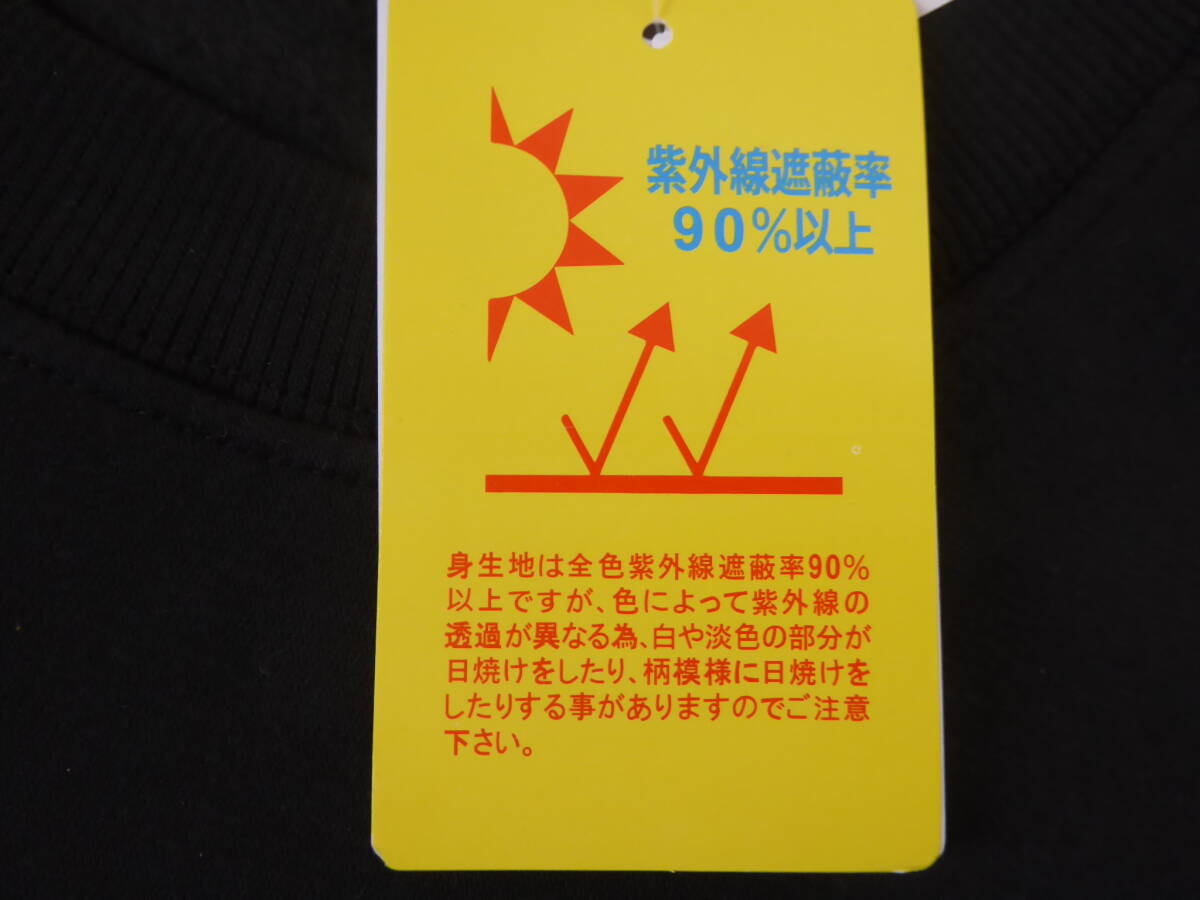 紫外線遮蔽率
90%以上
身生地は全色紫外線遮蔽率90%
以上ですが、色によって紫外線の
透過が異なる為、白や淡色の部分が
日焼けをしたり、柄模様に日焼けを
したりする事がありますのでご注意
下さい。